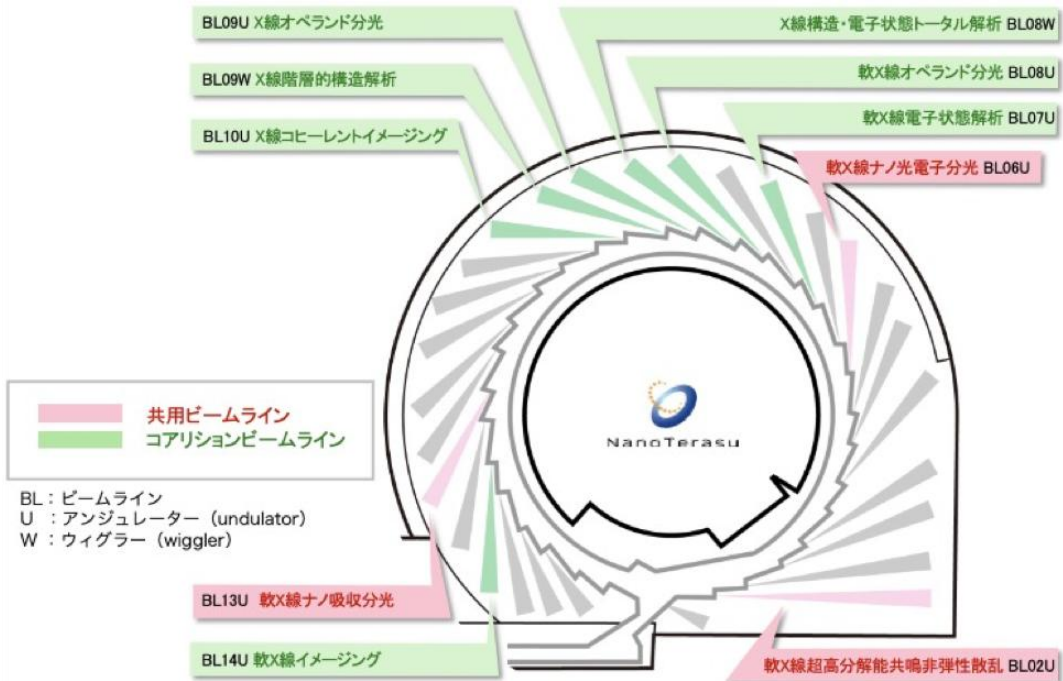 BL09U X線オペランド分光
X線構造・電子状態トータル解析 BL08W
BL09W X線階層的構造解析
軟X線オペランド分光 BL08U
BL10U X線コヒーレントイメージング
軟X線電子状態解析 BL07U
軟X線ナノ光電子分光 BL06U
NanoTerasu
共用ビームライン
コアリションビームライン
BL：ビームライン
U ：アンジュレーター（undulator）
W ：ウィグラー（wiggler）
BL13U 軟X線ナノ吸収分光
BL14U 軟X線イメージング
軟X線超高分解能共鳴非弾性散乱 BL02U